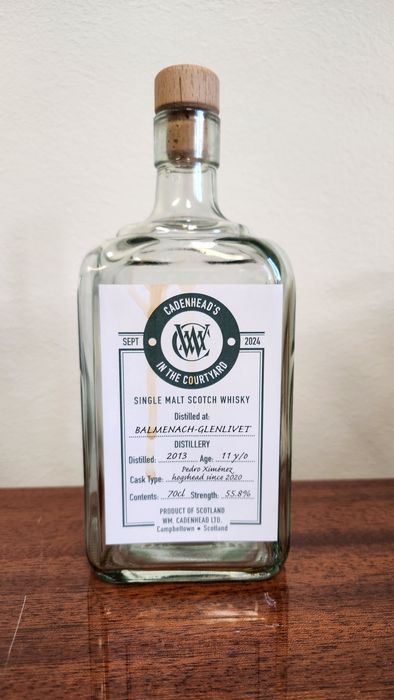 CADENHEAD'S
WC
SEPT 2024
IN THE COURTYARD
SINGLE MALT SCOTCH WHISKY
Distilled at:
BALMENACH-GLENLIVET
DISTILLERY
Distilled: 2013 Age: 11 y/o
Pedro Ximénez
Cask Type: hogshead since 2020
Contents: 70cl Strength: 55.8%
PRODUCT OF SCOTLAND
WM. CADENHEAD LTD.
Campbeltown • Scotland